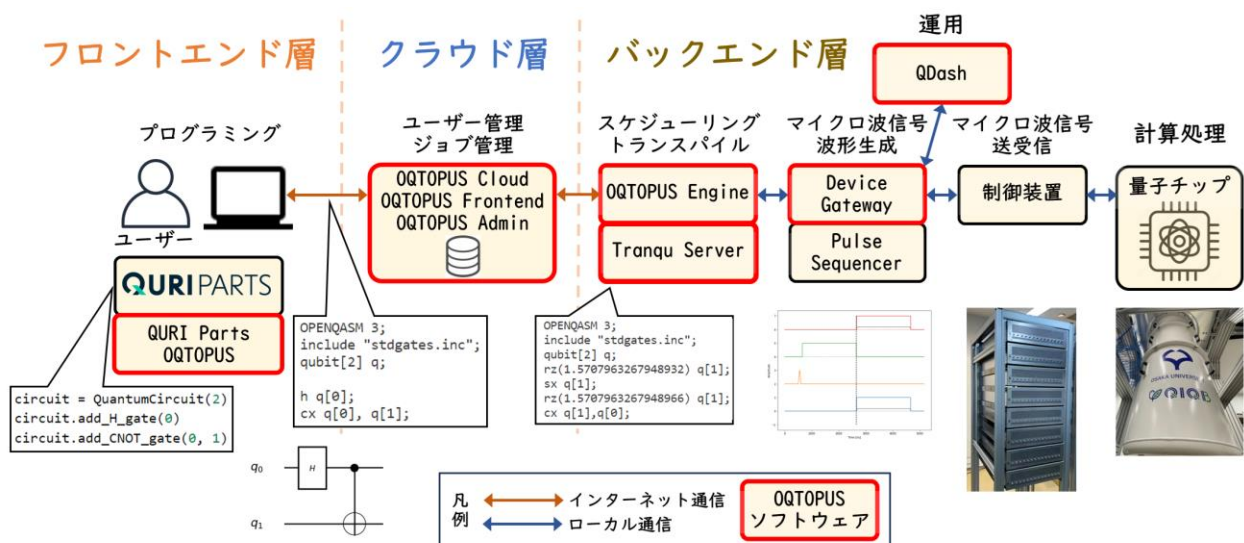 フロントエンド層
クラウド層
バックエンド層
運用
QDash
プログラミング
ユーザー管理
ジョブ管理
スケジューリング
トランスパイル
マイクロ波信号
波形生成
マイクロ波信号
送受信
計算処理
ユーザー
OQTOPUS Cloud
OQTOPUS Frontend
OQTOPUS Admin
OQTOPUS Engine
Tranqu Server
Device
Gateway
Pulse
Sequencer
制御装置
量子チップ
QURI PARTS
QURI Parts
OQTOPUS
circuit = QuantumCircuit(2)
circuit.add_H_gate(0)
circuit.add_CNOT_gate(0, 1)
OPENQASM 3;
include "stdgates.inc";
qubit[2] q;
h q[0];
cx q[0], q[1];
OPENQASM 3;
include "stdgates.inc";
qubit[2] q;
rz(1.5707963267948932) q[1];
sx q[1];
rz(1.5707963267948966) q[1];
cx q[1],q[0];
OSAKA UNIVERSITY
QIQB
q0
H
q1
凡例
インターネット通信
ローカル通信
OQTOPUS
ソフトウェア